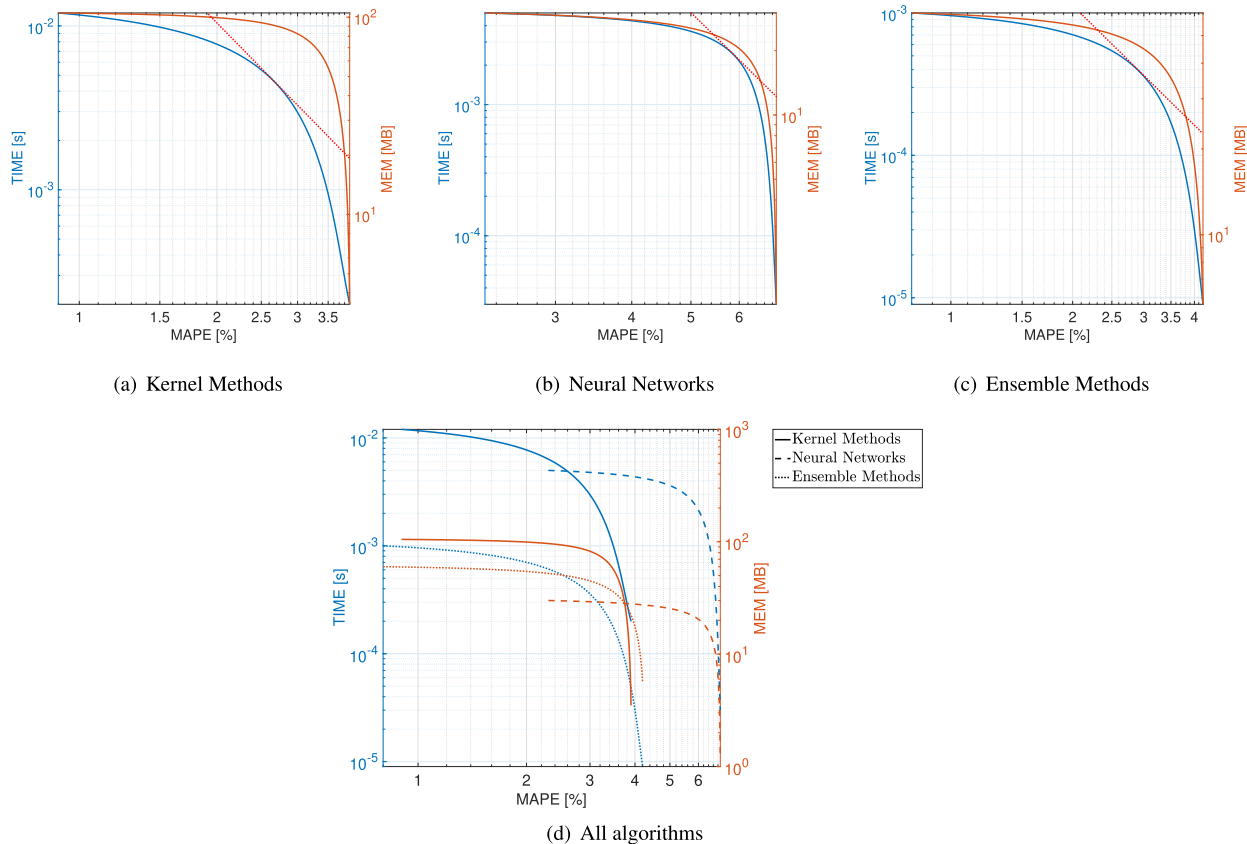 10^-2
10^-3
TIME [s]
10^2
10^1
MEM [MB]
1 1.5 2 2.5 3 3.5
MAPE [%]
(a) Kernel Methods
10^-3
10^-4
TIME [s]
10^1
MEM [MB]
3 4 5 6
MAPE [%]
(b) Neural Networks
10^-3
10^-4
10^-5
TIME [s]
10^1
MEM [MB]
1 1.5 2 2.5 3 3.5 4
MAPE [%]
(c) Ensemble Methods
10^-2
10^-3
10^-4
10^-5
TIME [s]
10^3
10^2
10^1
10^0
MEM [MB]
1 2 3 4 5 6
MAPE [%]
Kernel Methods
Neural Networks
Ensemble Methods
(d) All algorithms